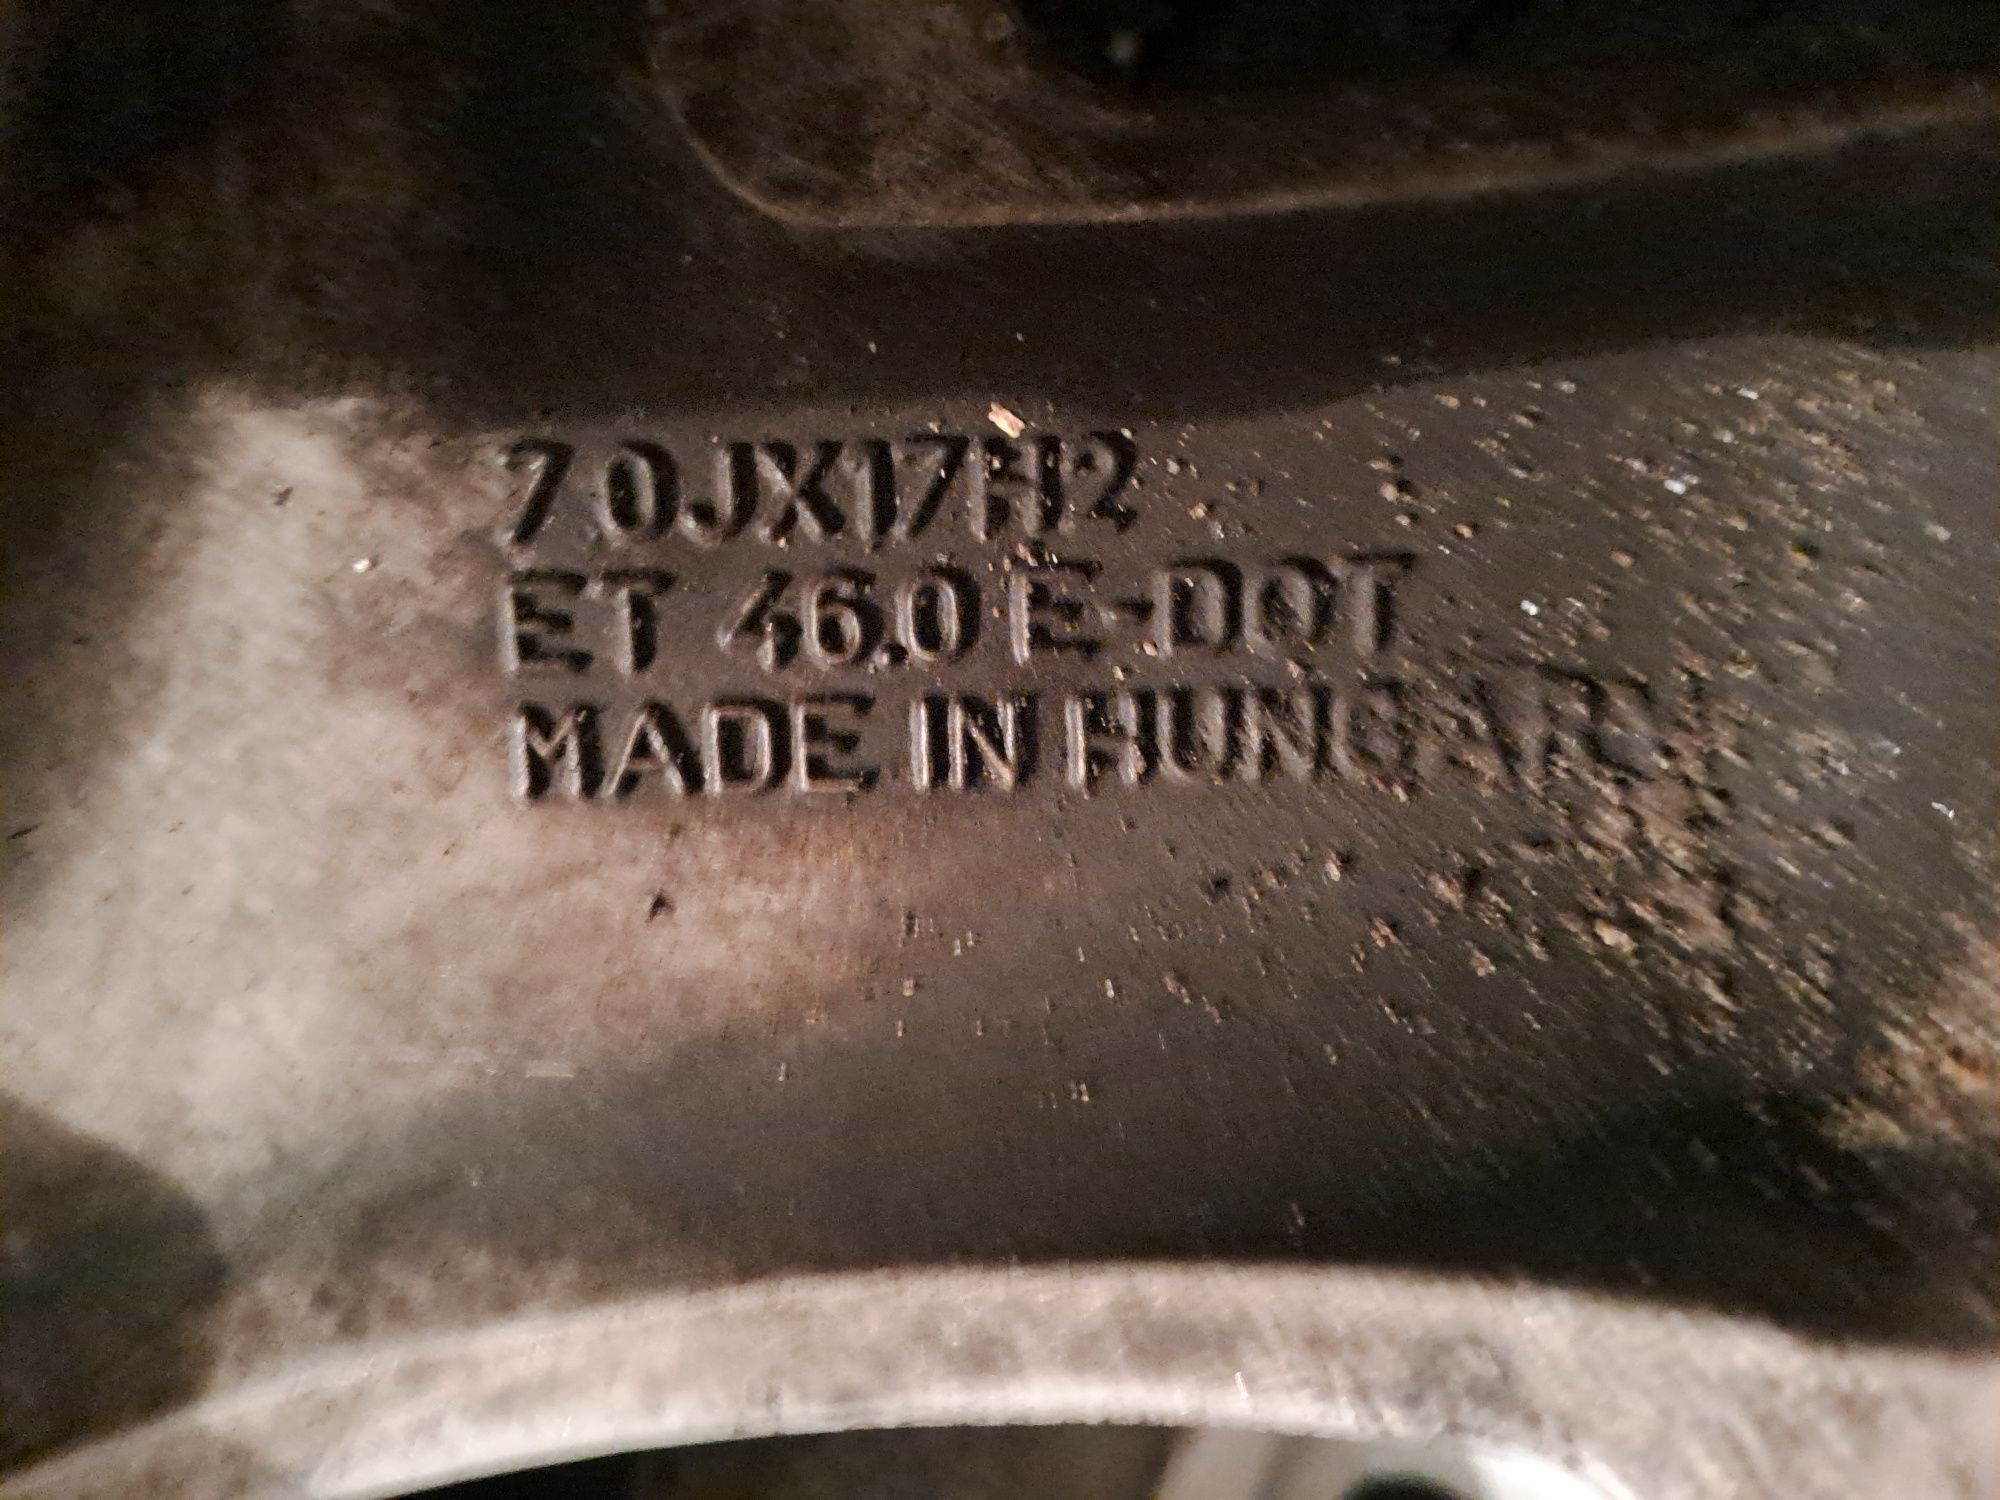 7 0JX17H2
ET 46.0 E-DOT
MADE IN HUNGARY